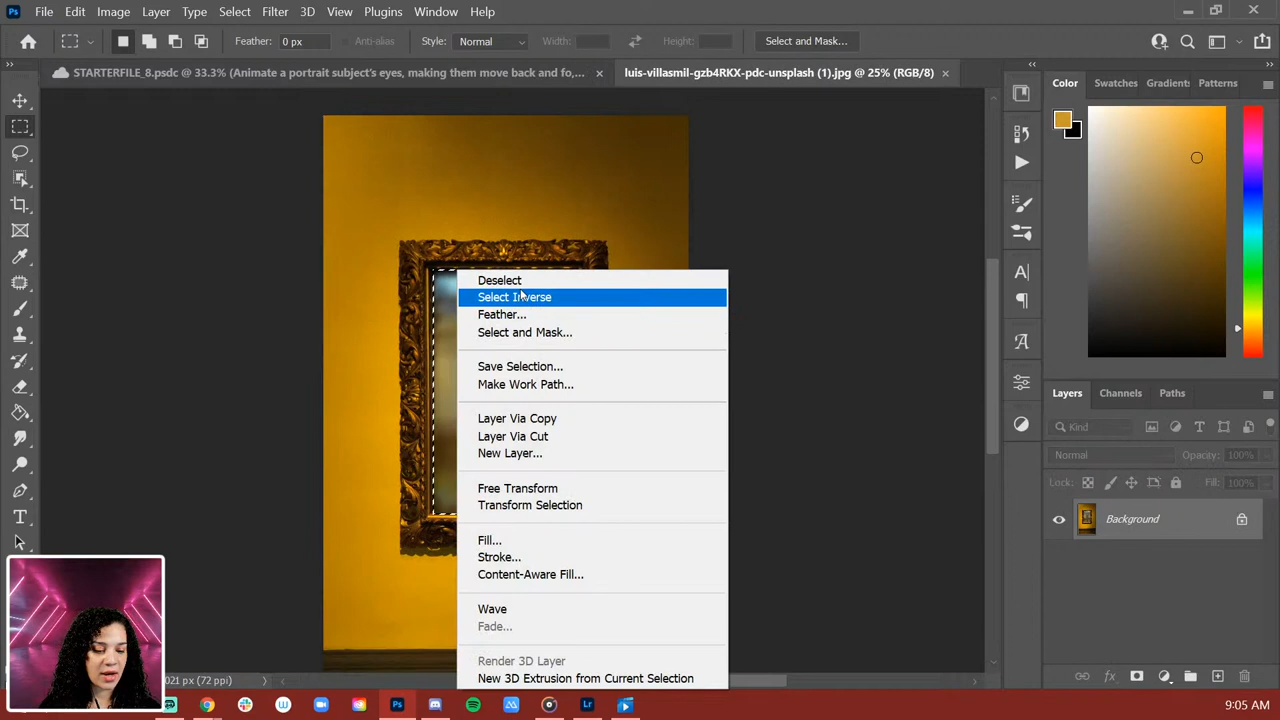 Ps File Edit Image Layer Type Select Filter 3D View Plugins Window Help
Feather: 0 px Anti-alias Style: Normal Width: Height: Select and Mask...
STARTERFILE_8.psdc @ 33.3% (Animate a portrait subject's eyes, making them move back and fo,... × luis-villasmil-gzb4RKX-pdc-unsplash (1).jpg @ 25% (RGB/8) ×
Color Swatches Gradients Patterns
Deselect
Select Inverse
Feather...
Select and Mask...
Save Selection...
Make Work Path...
Layer Via Copy
Layer Via Cut
New Layer...
Free Transform
Transform Selection
Fill...
Stroke...
Content-Aware Fill...
Wave
Fade...
Render 3D Layer
New 3D Extrusion from Current Selection
Layers Channels Paths
Kind
Normal Opacity: 100%
Lock: Fill: 100%
Background
021 px (72 ppi)
Ps Lr 9:05 AM